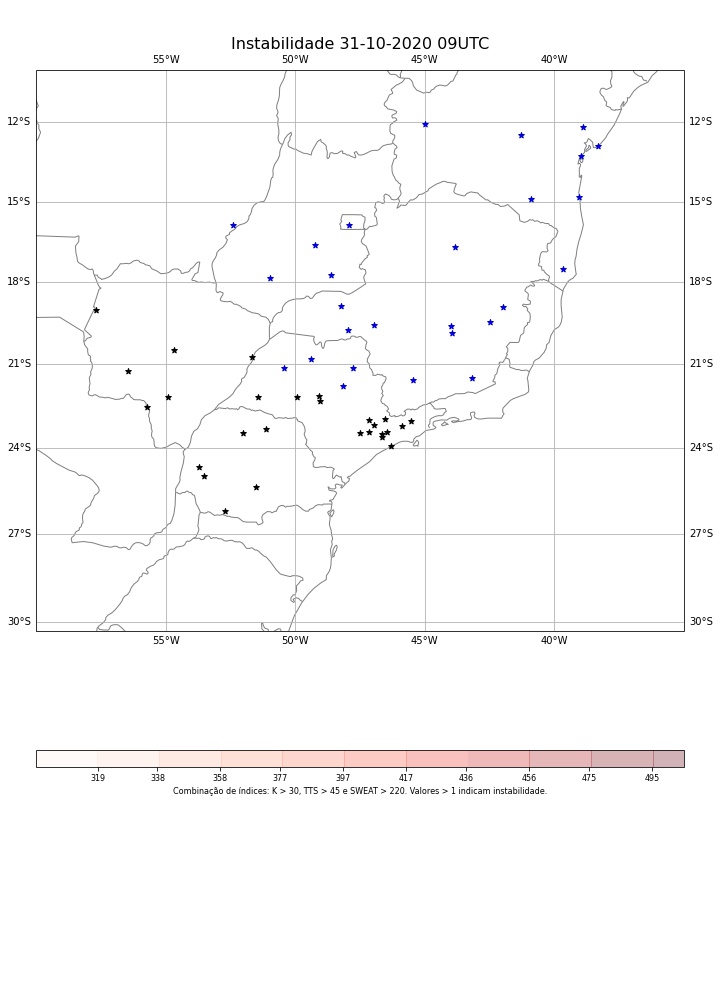 Instabilidade 31-10-2020 09UTC
55°W 50°W 45°W 40°W
12°S 12°S
15°S 15°S
18°S 18°S
21°S 21°S
24°S 24°S
27°S 27°S
30°S 30°S
55°W 50°W 45°W 40°W
319 338 358 377 397 417 436 456 475 495
Combinação de índices: K > 30, TTS > 45 e SWEAT > 220. Valores > 1 indicam instabilidade.